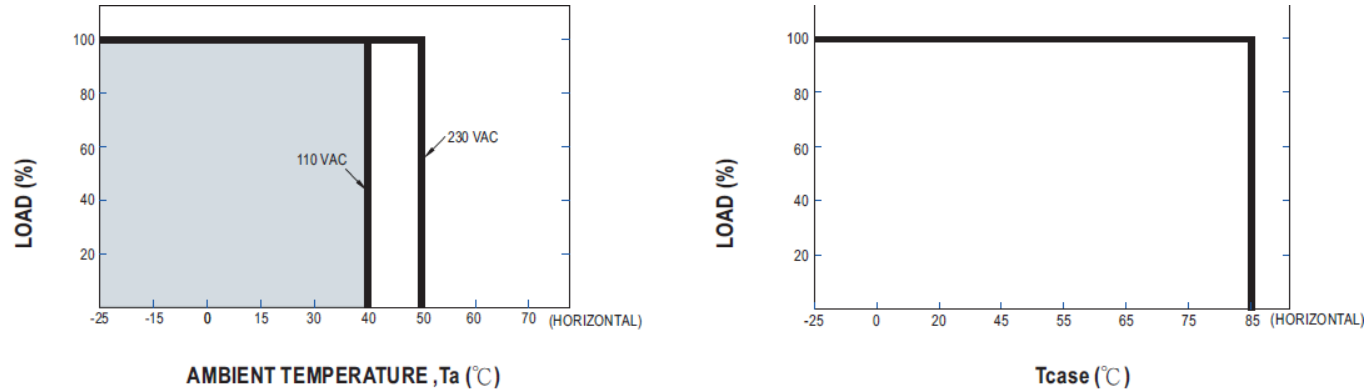 100
80
60
40
20
LOAD (%)
110 VAC
230 VAC
-25 -15 0 15 30 40 50 60 70 (HORIZONTAL)
AMBIENT TEMPERATURE ,Ta (℃)
100
80
60
40
20
LOAD (%)
-25 0 20 45 55 65 75 85 (HORIZONTAL)
Tcase (℃)